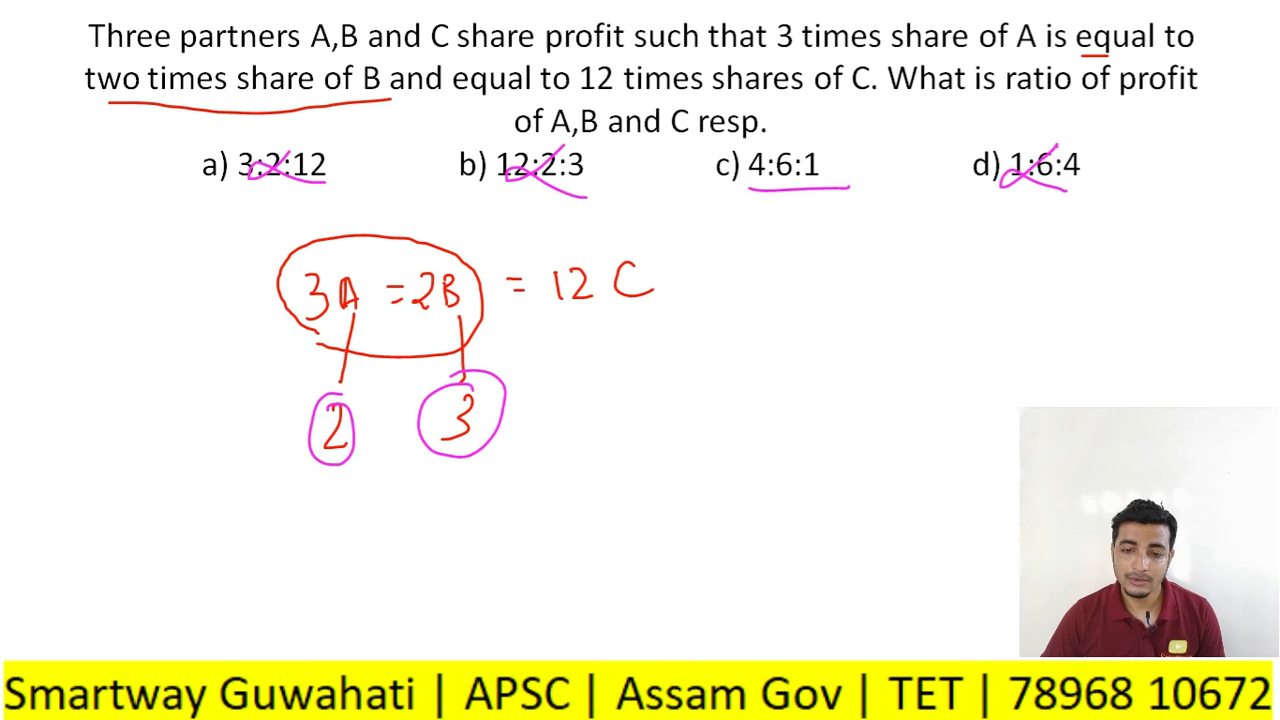 Three partners A,B and C share profit such that 3 times share of A is equal to
two times share of B and equal to 12 times shares of C. What is ratio of profit
of A,B and C resp.
a) 3:2:12 b) 12:2:3 c) 4:6:1 d) 1:6:4
3A = 2B = 12 C
2 3
Smartway Guwahati | APSC | Assam Gov | TET | 78968 10672